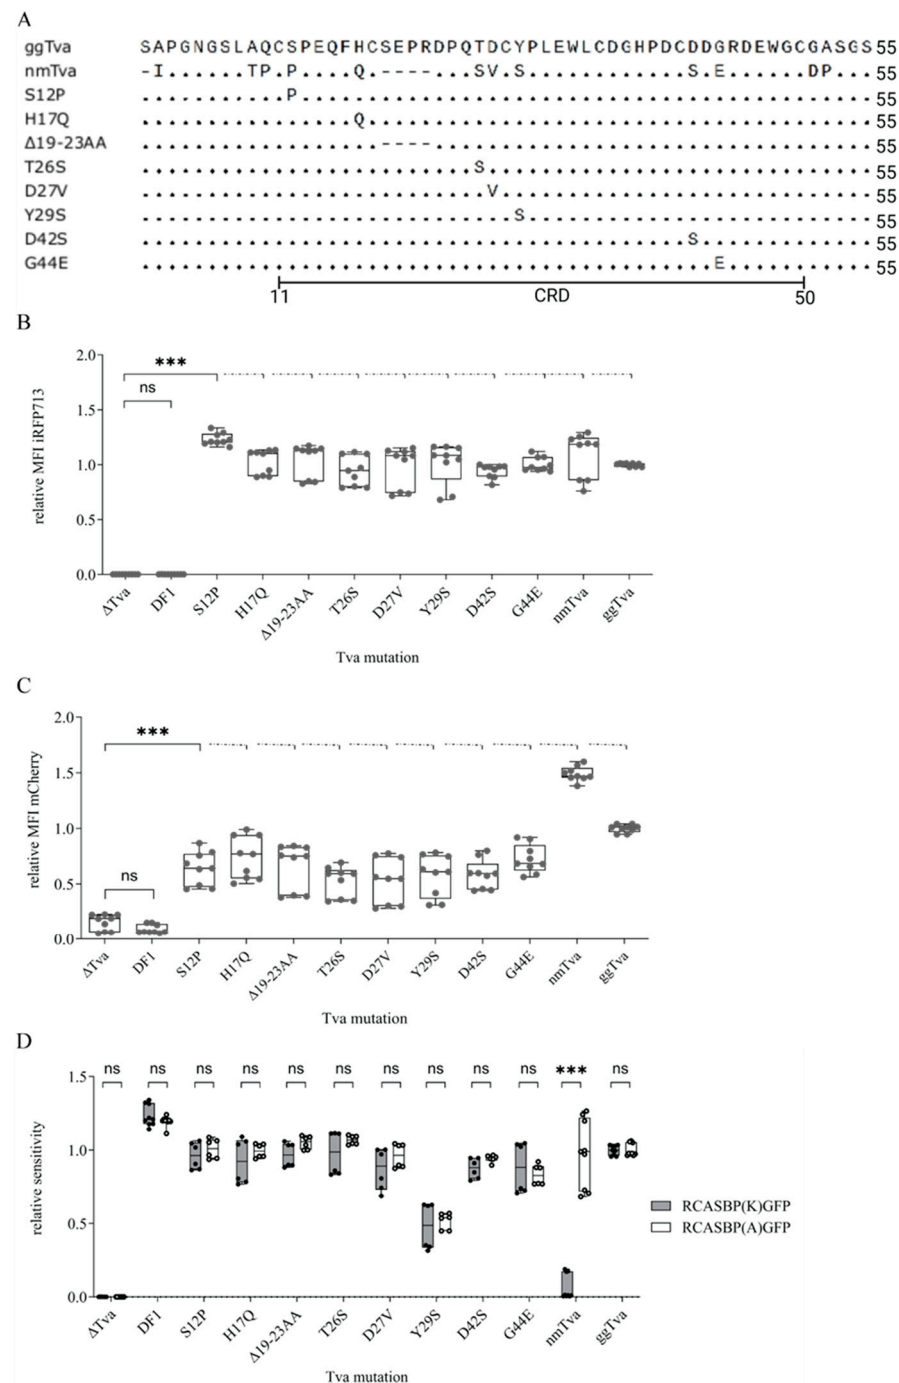 A
ggTva SAPGNGSLAQCSPEQFHCSEPRDPQTDCYPLEWLCDGHPDCDDGRDEWGCGASGS 55
nmTva -I......TP.P....Q.----...SV.S............S.E......DP... 55
S12P ...........P........................................... 55
H17Q ................Q...................................... 55
Δ19-23AA ..................----................................. 55
T26S .........................S............................. 55
D27V ..........................V............................ 55
Y29S ............................S.......................... 55
D42S .........................................S............. 55
G44E ...........................................E........... 55
11 CRD 50
B
relative MFI iRFP713
2.0
1.5
1.0
0.5
0.0
***
ns
ΔTva DF1 S12P H17Q Δ19-23AA T26S D27V Y29S D42S G44E nmTva ggTva
Tva mutation
C
relative MFI mCherry
2.0
1.5
1.0
0.5
0.0
***
ns
ΔTva DF1 S12P H17Q Δ19-23AA T26S D27V Y29S D42S G44E nmTva ggTva
Tva mutation
D
relative sensitivity
1.5
1.0
0.5
0.0
ns ns ns ns ns ns ns ns ns ns *** ns
RCASBP(K)GFP
RCASBP(A)GFP
ΔTva DF1 S12P H17Q Δ19-23AA T26S D27V Y29S D42S G44E nmTva ggTva
Tva mutation